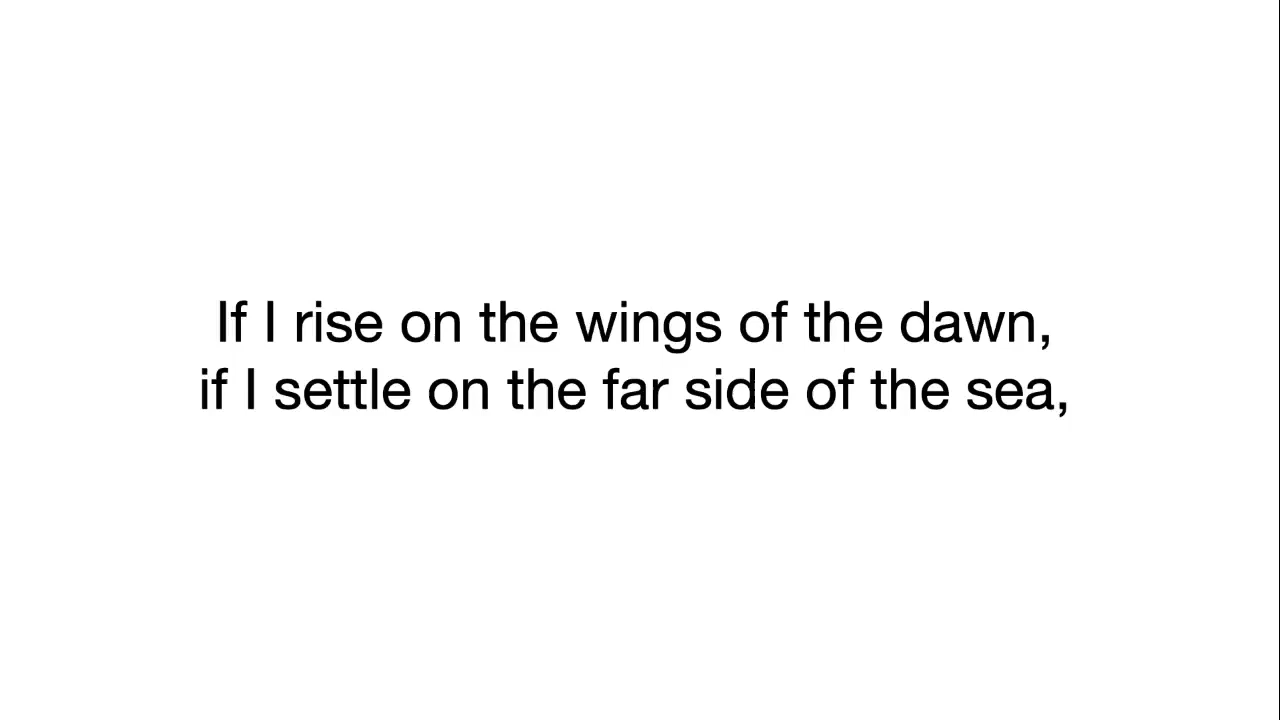 If I rise on the wings of the dawn,
if I settle on the far side of the sea,